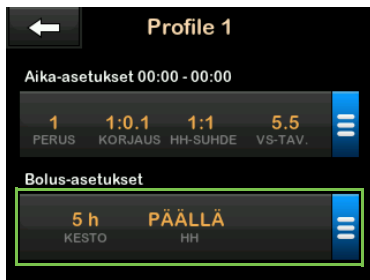 Profile 1
Aika-asetukset 00:00 - 00:00
1 1:0.1 1:1 5.5
PERUS KORJAUS HH-SUHDE VS-TAV.
Bolus-asetukset
5 h PÄÄLLÄ
KESTO HH